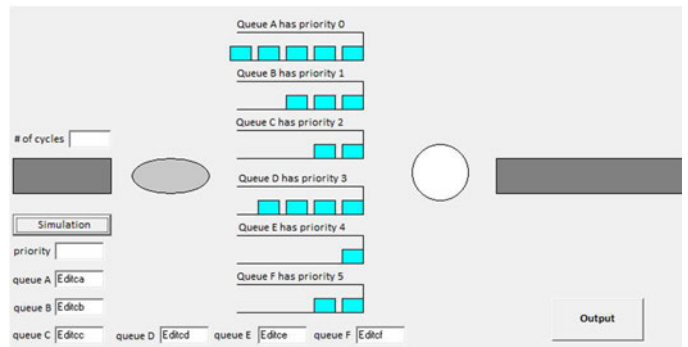 Queue A has priority 0
Queue B has priority 1
# of cycles
Queue C has priority 2
Queue D has priority 3
Simulation
priority
Queue E has priority 4
queue A Editca
Queue F has priority 5
queue B Editcb
Output
queue C Editcc queue D Editcd queue E Editce queue F Editcf